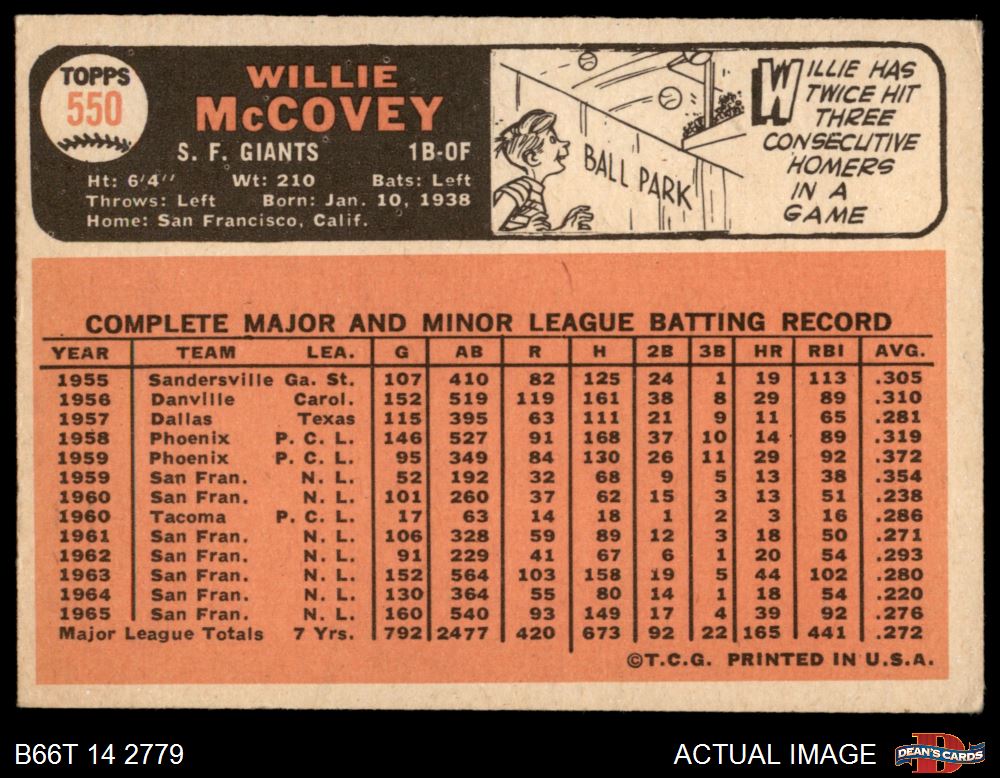 TOPPS
550
WILLIE
McCOVEY
S. F. GIANTS 1B-OF
Ht: 6'4'' Wt: 210 Bats: Left
Throws: Left Born: Jan. 10, 1938
Home: San Francisco, Calif.
BALL PARK
WILLIE HAS
TWICE HIT
THREE
CONSECUTIVE
HOMERS
IN A
GAME
COMPLETE MAJOR AND MINOR LEAGUE BATTING RECORD
YEAR TEAM LEA. G AB R H 2B 3B HR RBI AVG.
1955 Sandersville Ga. St. 107 410 82 125 24 1 19 113 .305
1956 Danville Carol. 152 519 119 161 38 8 29 89 .310
1957 Dallas Texas 115 395 63 111 21 9 11 65 .281
1958 Phoenix P. C. L. 146 527 91 168 37 10 14 89 .319
1959 Phoenix P. C. L. 95 349 84 130 26 11 29 92 .372
1959 San Fran. N. L. 52 192 32 68 9 5 13 38 .354
1960 San Fran. N. L. 101 260 37 62 15 3 13 51 .238
1960 Tacoma P. C. L. 17 63 14 18 1 2 3 16 .286
1961 San Fran. N. L. 106 328 59 89 12 3 18 50 .271
1962 San Fran. N. L. 91 229 41 67 6 1 20 54 .293
1963 San Fran. N. L. 152 564 103 158 19 5 44 102 .280
1964 San Fran. N. L. 130 364 55 80 14 1 18 54 .220
1965 San Fran. N. L. 160 540 93 149 17 4 39 92 .276
Major League Totals 7 Yrs. 792 2477 420 673 92 22 165 441 .272
©T.C.G. PRINTED IN U.S.A.
B66T 14 2779
ACTUAL IMAGE
DEAN'S CARDS